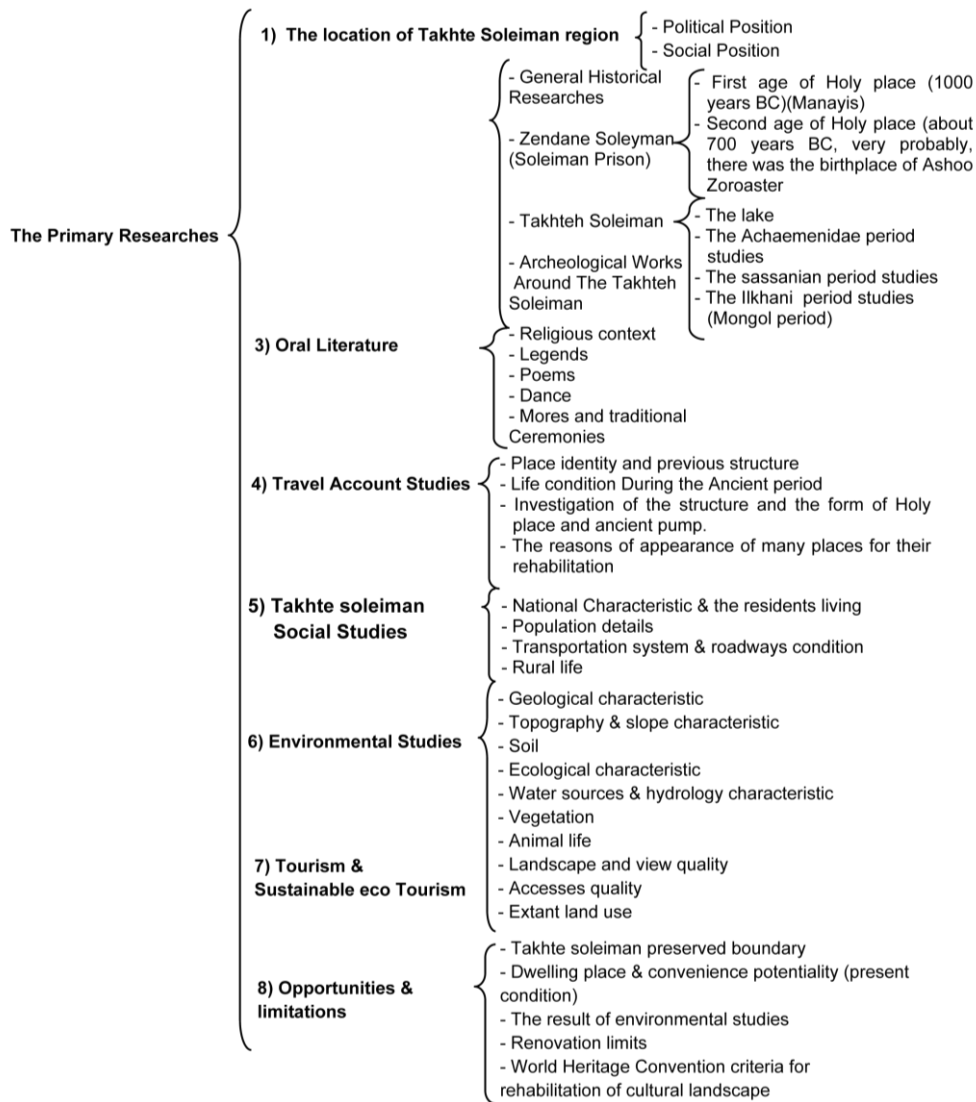 The Primary Researches
1) The location of Takhte Soleiman region
- Political Position
- Social Position
- General Historical
Researches
- Zendane Soleyman
(Soleiman Prison)
- First age of Holy place (1000
years BC)(Manayis)
- Second age of Holy place (about
700 years BC, very probably,
there was the birthplace of Ashoo
Zoroaster
- Takhteh Soleiman
- The lake
- The Achaemenidae period
studies
- The sassanian period studies
- The Ilkhani period studies
(Mongol period)
- Archeological Works
Around The Takhteh
Soleiman
3) Oral Literature
- Religious context
- Legends
- Poems
- Dance
- Mores and traditional
Ceremonies
4) Travel Account Studies
- Place identity and previous structure
- Life condition During the Ancient period
- Investigation of the structure and the form of Holy
place and ancient pump.
- The reasons of appearance of many places for their
rehabilitation
5) Takhte soleiman
Social Studies
- National Characteristic & the residents living
- Population details
- Transportation system & roadways condition
- Rural life
6) Environmental Studies
- Geological characteristic
- Topography & slope characteristic
- Soil
- Ecological characteristic
- Water sources & hydrology characteristic
- Vegetation
- Animal life
- Landscape and view quality
- Accesses quality
- Extant land use
7) Tourism &
Sustainable eco Tourism
8) Opportunities &
limitations
- Takhte soleiman preserved boundary
- Dwelling place & convenience potentiality (present
condition)
- The result of environmental studies
- Renovation limits
- World Heritage Convention criteria for
rehabilitation of cultural landscape